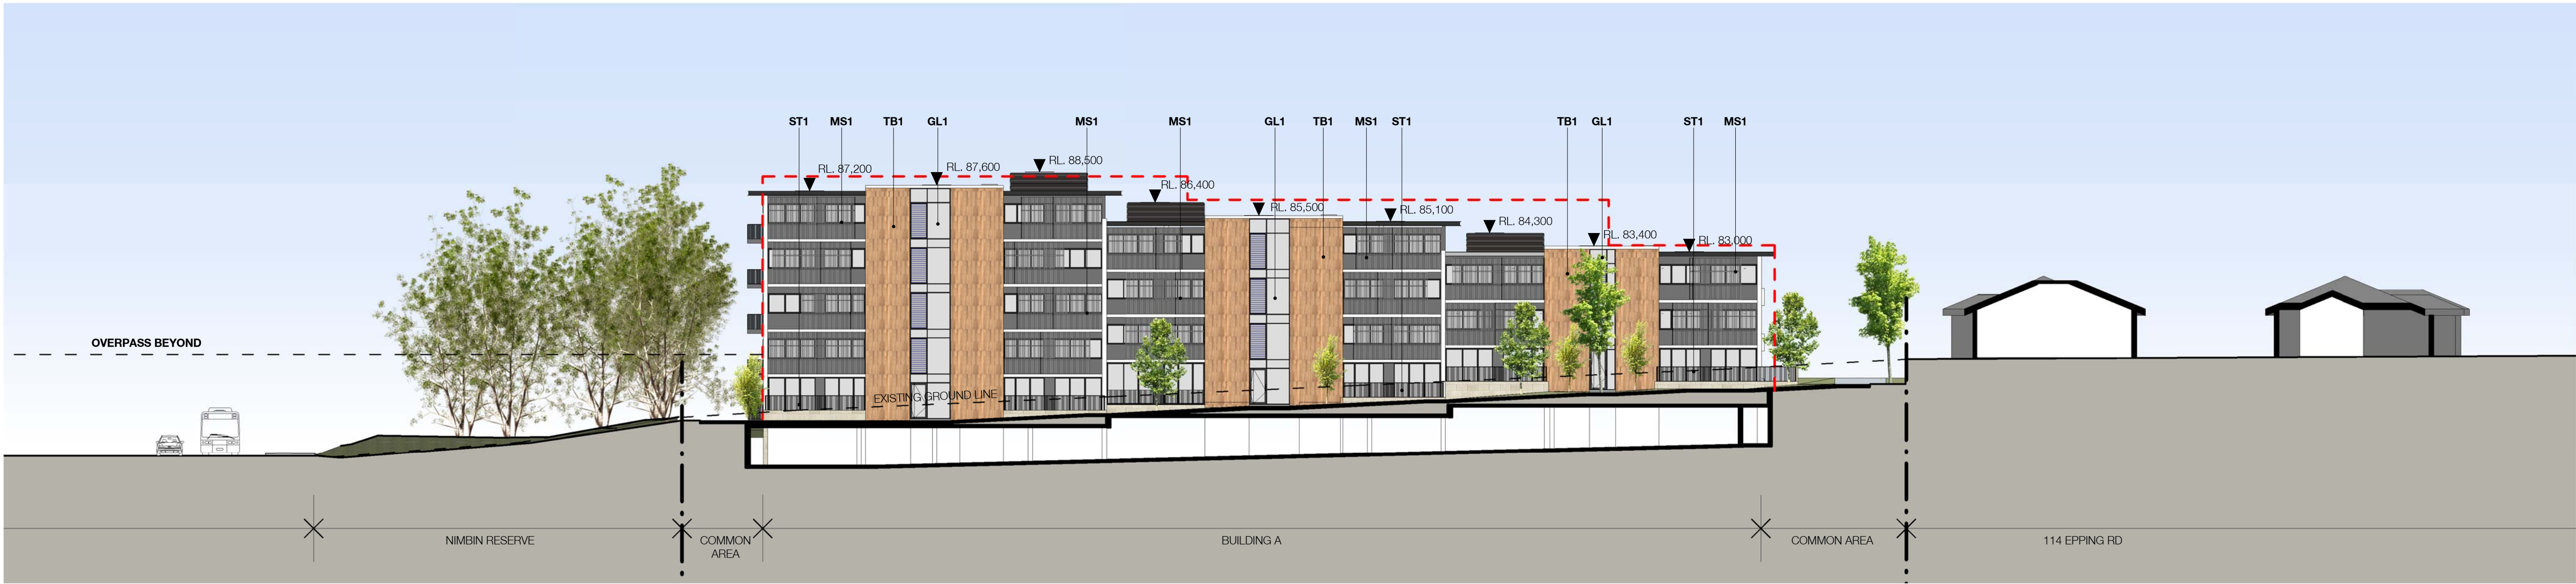 ST1 MS1 TB1 GL1 MS1 MS1 GL1 TB1 MS1 ST1 TB1 GL1 ST1 MS1
RL. 88,500
RL. 87,200
RL. 87,600
RL. 86,400
RL. 85,500
RL. 85,100
RL. 84,300
RL. 83,400
RL. 83,000
OVERPASS BEYOND
EXISTING GROUND LINE
NIMBIN RESERVE
COMMON
AREA
BUILDING A
COMMON AREA
114 EPPING RD